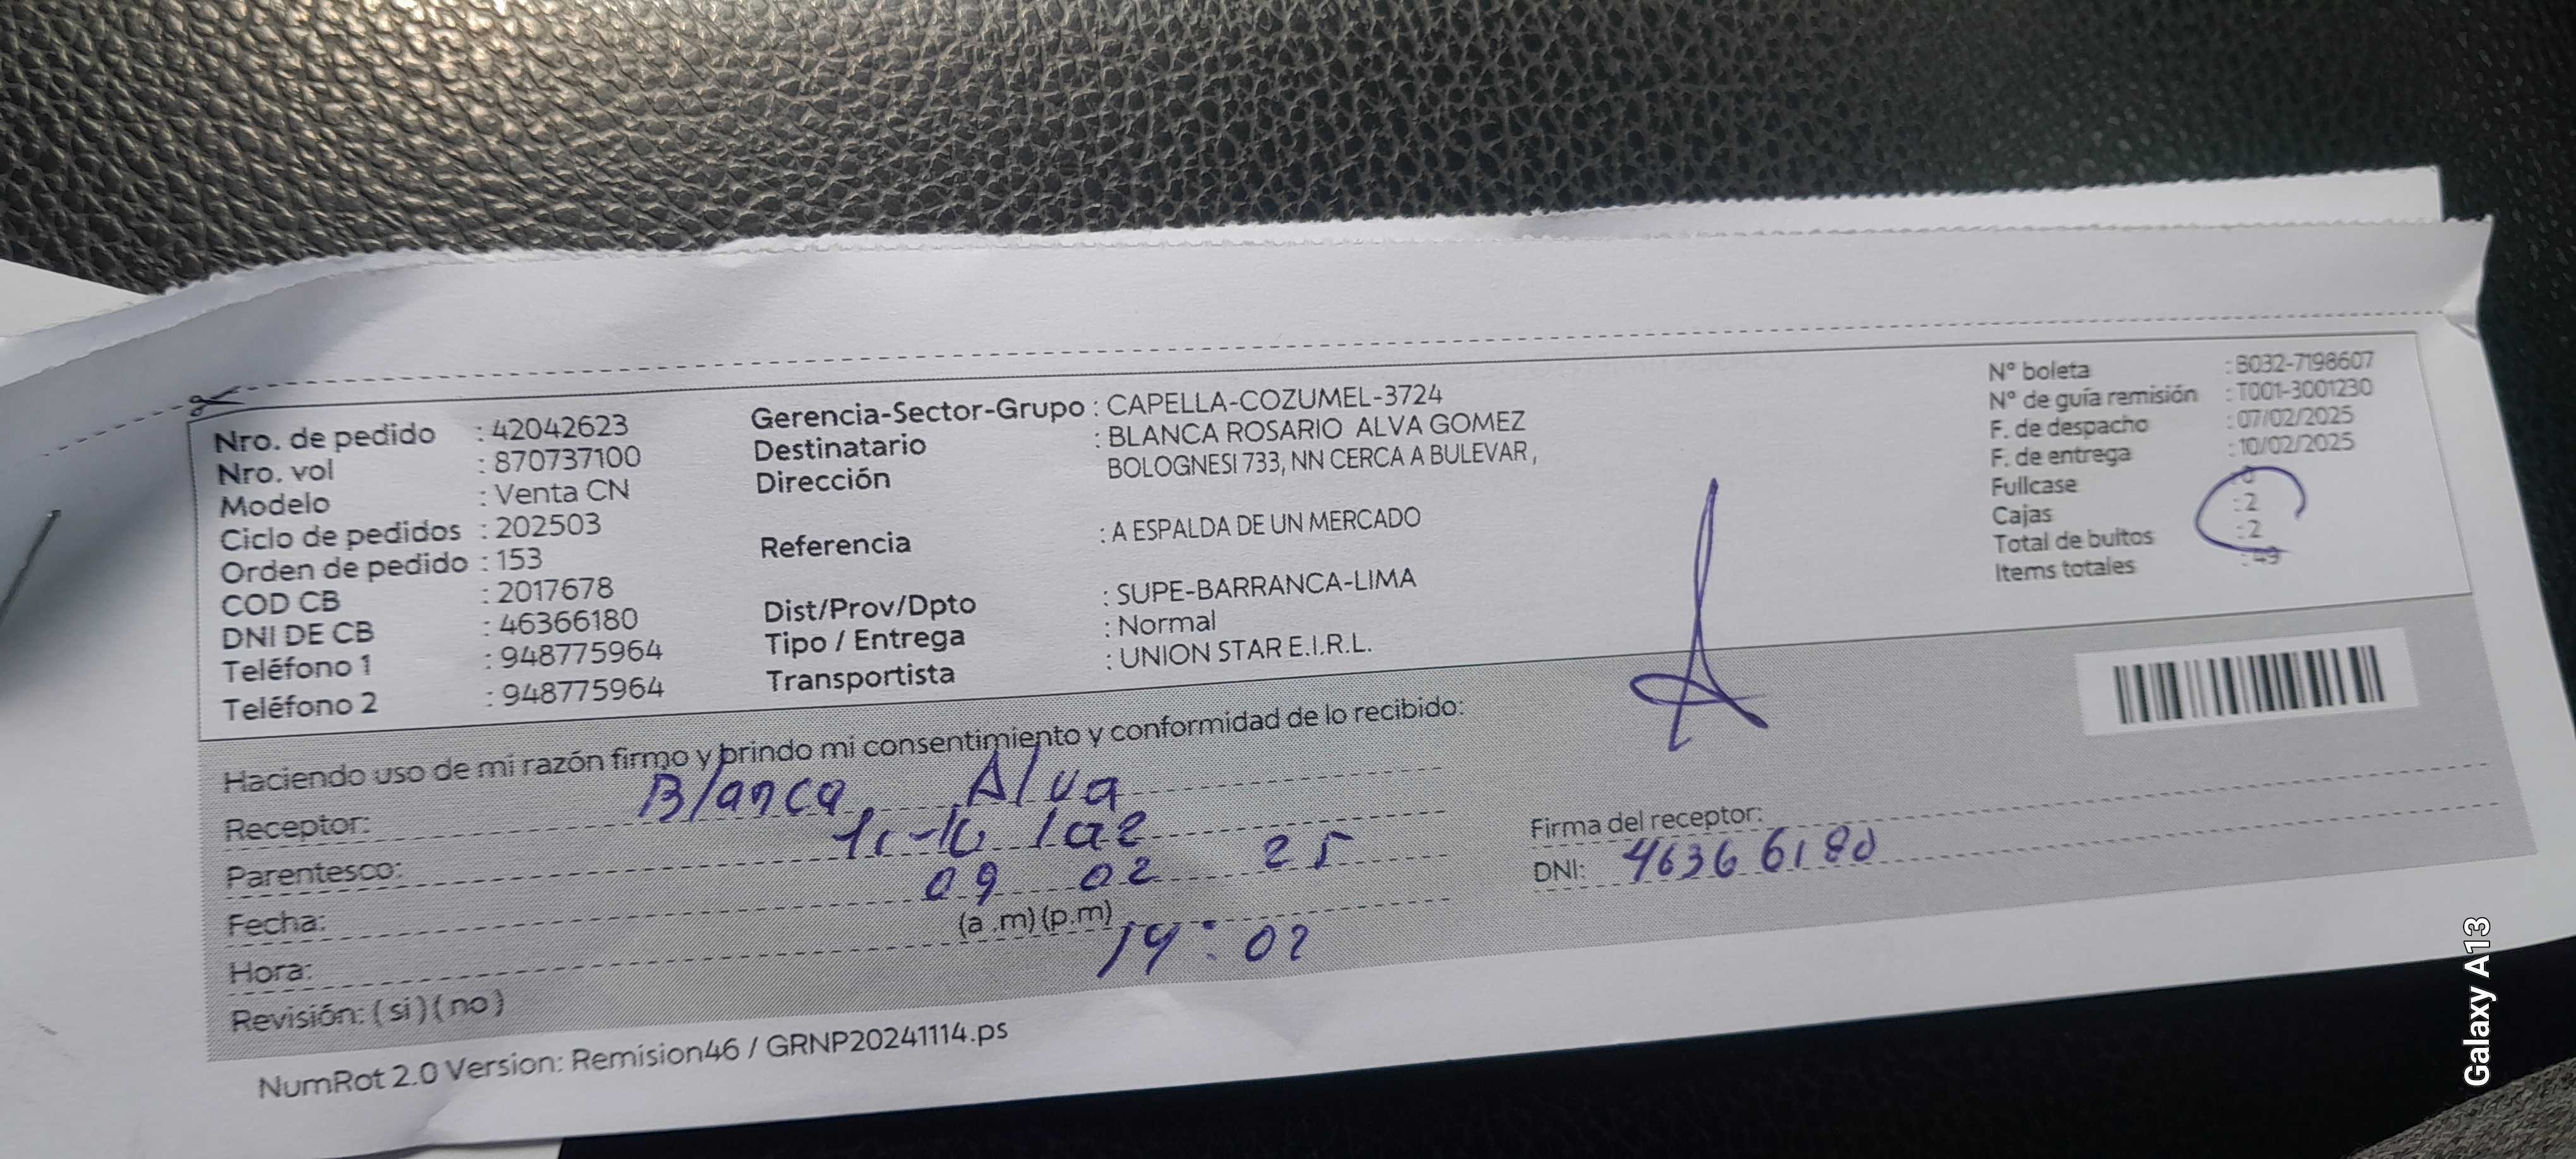 Nro. de pedido : 42042623
Nro. vol : 870737100
Modelo : Venta CN
Ciclo de pedidos : 202503
Orden de pedido : 153
COD CB : 2017678
DNI DE CB : 46366180
Teléfono 1 : 948775964
Teléfono 2 : 948775964
Gerencia-Sector-Grupo : CAPELLA-COZUMEL-3724
Destinatario : BLANCA ROSARIO ALVA GOMEZ
Dirección BOLOGNESI 733, NN CERCA A BULEVAR ,
Referencia : A ESPALDA DE UN MERCADO
Dist/Prov/Dpto : SUPE-BARRANCA-LIMA
Tipo / Entrega : Normal
Transportista : UNION STAR E.I.R.L.
N° boleta : B032-7198607
N° de guía remisión : T001-3001230
F. de despacho : 07/02/2025
F. de entrega : 10/02/2025
Fullcase : 0
Cajas : 2
Total de bultos : 2
Items totales : 49
Haciendo uso de mi razón firmo y brindo mi consentimiento y conformidad de lo recibido:
Receptor: Blanca Alva
Parentesco:
Fecha: 09 02 25
(a .m) (p.m)
Hora: 14:02
Revisión: ( si ) ( no )
Firma del receptor:
DNI: 46366180
NumRot 2.0 Version: Remision46 / GRNP20241114.ps
Galaxy A13